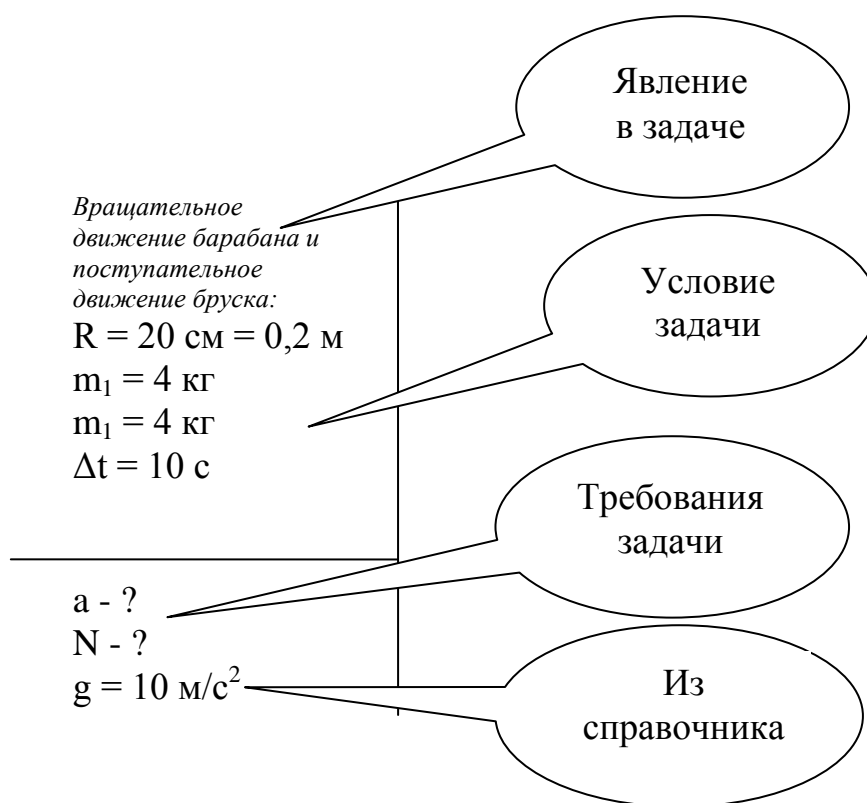 Явление
в задаче
Вращательное
движение барабана и
поступательное
движение бруска:
R = 20 см = 0,2 м
m₁ = 4 кг
m₁ = 4 кг
Δt = 10 с
Условие
задачи
Требования
задачи
a - ?
N - ?
g = 10 м/с²
Из
справочника